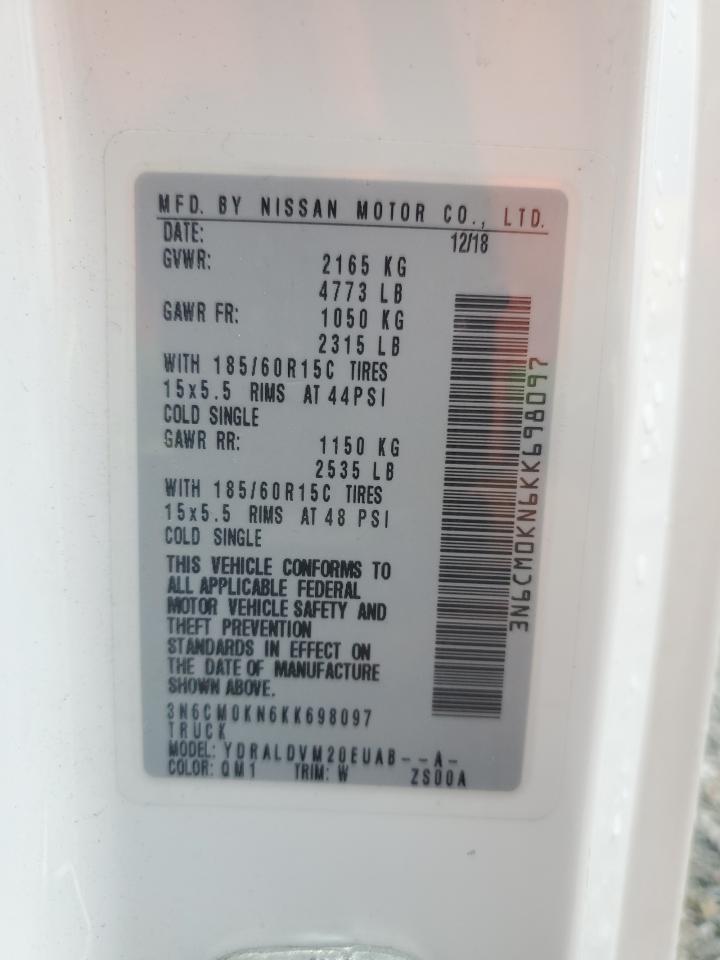 MFD. BY NISSAN MOTOR CO., LTD.
DATE: 12/18
GVWR: 2165 KG
4773 LB
GAWR FR: 1050 KG
2315 LB
WITH 185/60R15C TIRES
15x5.5 RIMS AT 44PSI
COLD SINGLE
GAWR RR: 1150 KG
2535 LB
WITH 185/60R15C TIRES
15x5.5 RIMS AT 48 PSI
COLD SINGLE
THIS VEHICLE CONFORMS TO
ALL APPLICABLE FEDERAL
MOTOR VEHICLE SAFETY AND
THEFT PREVENTION
STANDARDS IN EFFECT ON
THE DATE OF MANUFACTURE
SHOWN ABOVE.
3N6CM0KN6KK698097
TRUCK
MODEL: YDRALDVM20EUAB--A-
COLOR: QM1 TRIM: W ZS00A
3N6CM0KN6KK698097